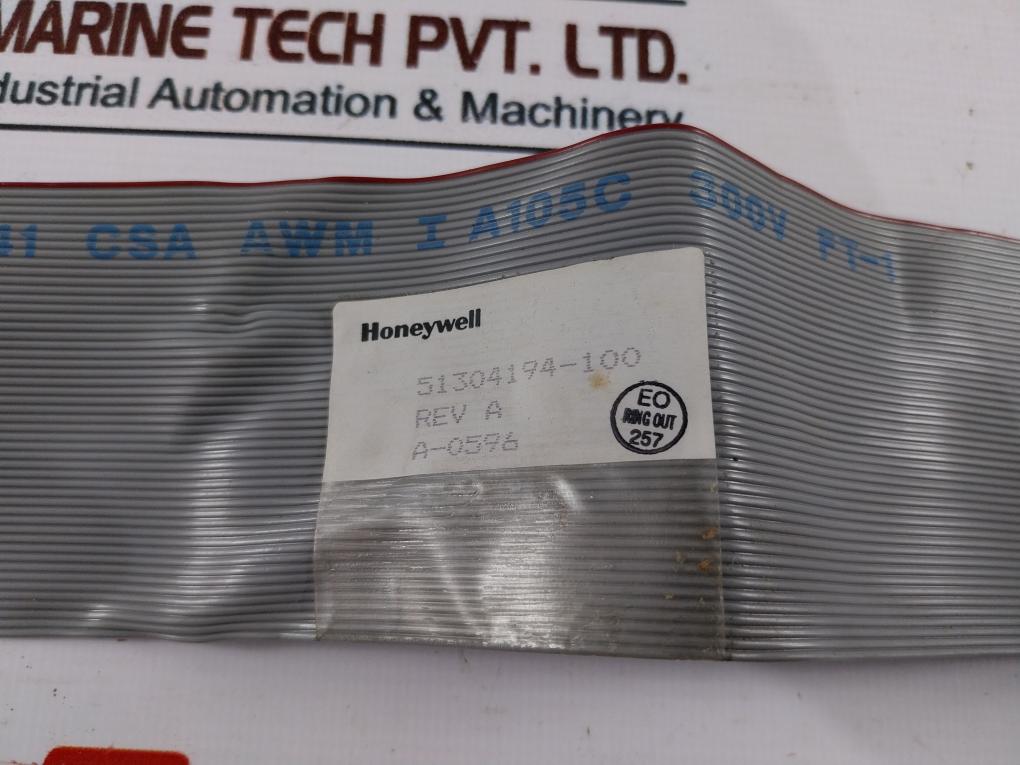 MARINE TECH PVT. LTD.
dustrial Automation & Machinery
41 CSA AWM I A105C 300V FT-1
Honeywell
51304194-100
REV A
A-0596
EO
RING OUT
257